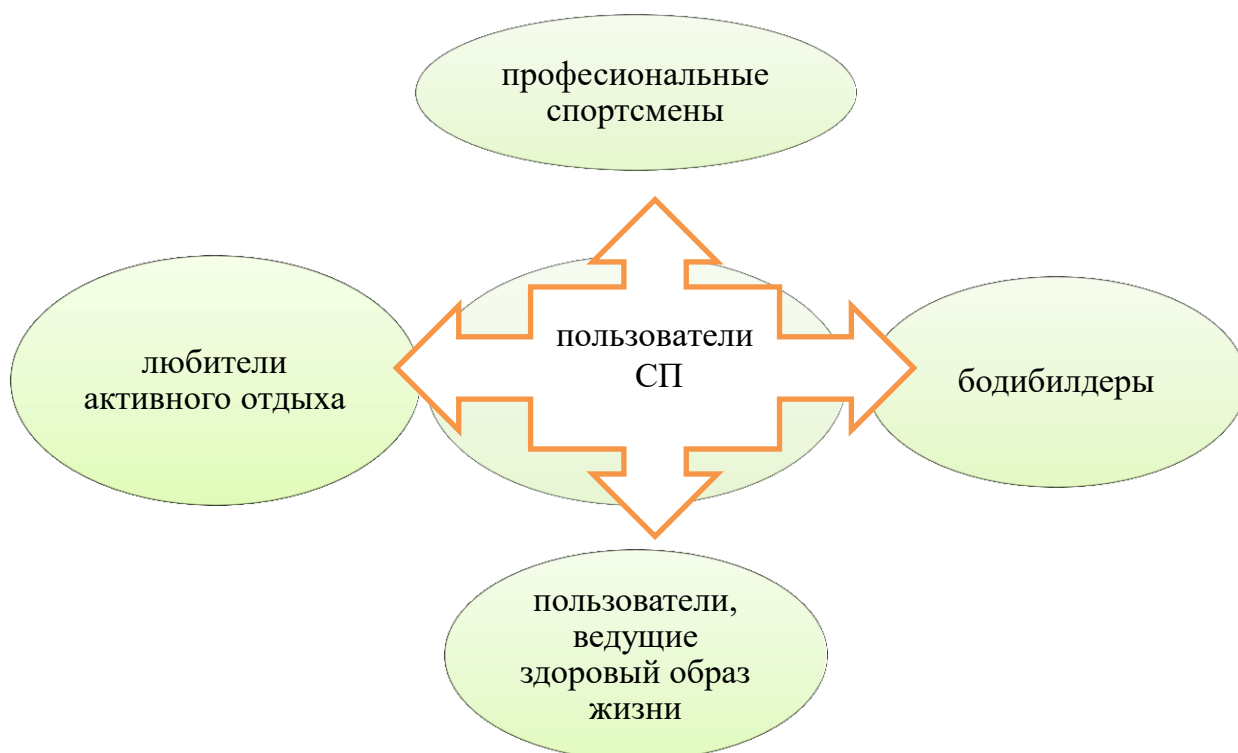 професиональные
спортсмены
любители
активного отдыха
пользователи
СП
бодибилдеры
пользователи,
ведущие
здоровый образ
жизни